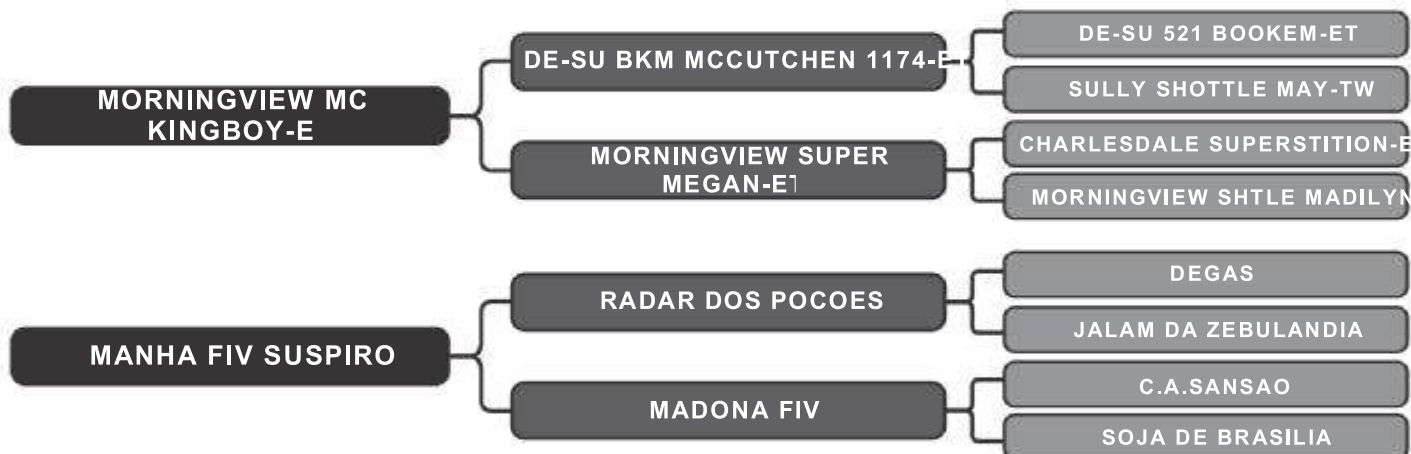 DE-SU 521 BOOKEM-ET
DE-SU BKM MCCUTCHEN 1174-ET
SULLY SHOTTLE MAY-TW
MORNINGVIEW MC
KINGBOY-E
CHARLESDALE SUPERSTITION-E
MORNINGVIEW SUPER
MEGAN-ET
MORNINGVIEW SHTLE MADILYN
DEGAS
RADAR DOS POCOES
JALAM DA ZEBULANDIA
MANHA FIV SUSPIRO
C.A.SANSAO
MADONA FIV
SOJA DE BRASILIA